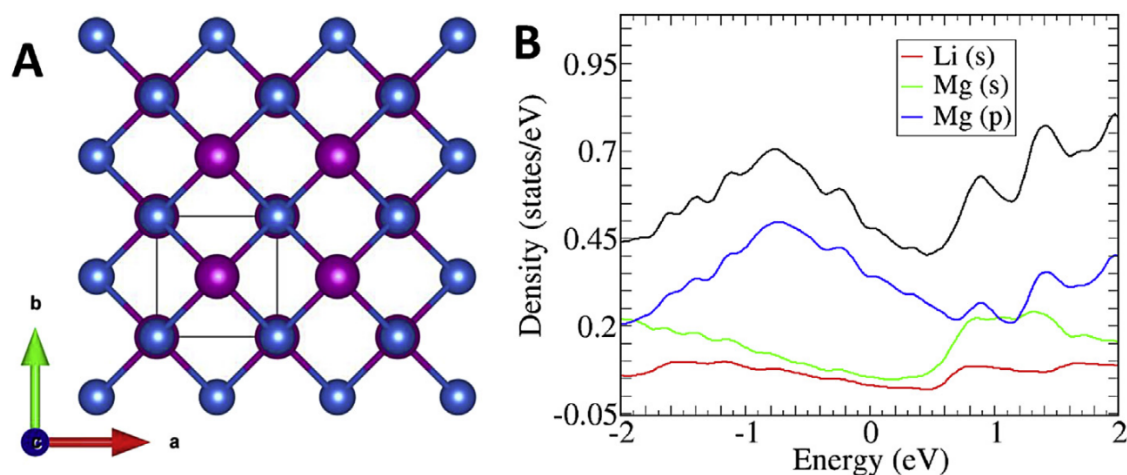 A
b
c
a
B
Li (s)
Mg (s)
Mg (p)
Density (states/eV)
0.95
0.7
0.45
0.2
-0.05
-2
-1
0
1
2
Energy (eV)